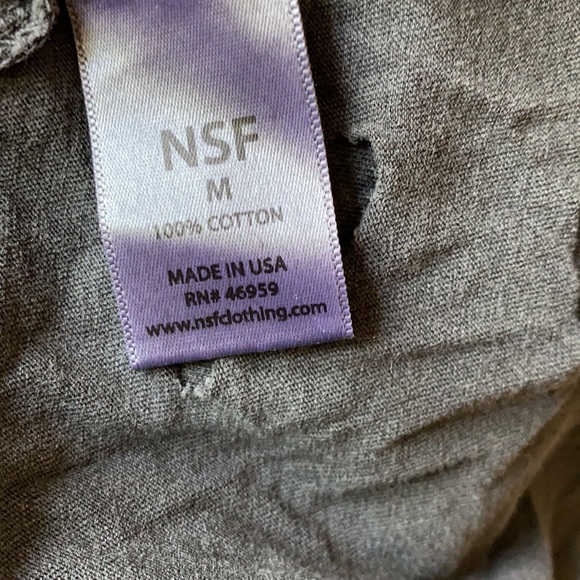 NSF
M
100% COTTON
MADE IN USA
RN# 46959
www.nsfclothing.com